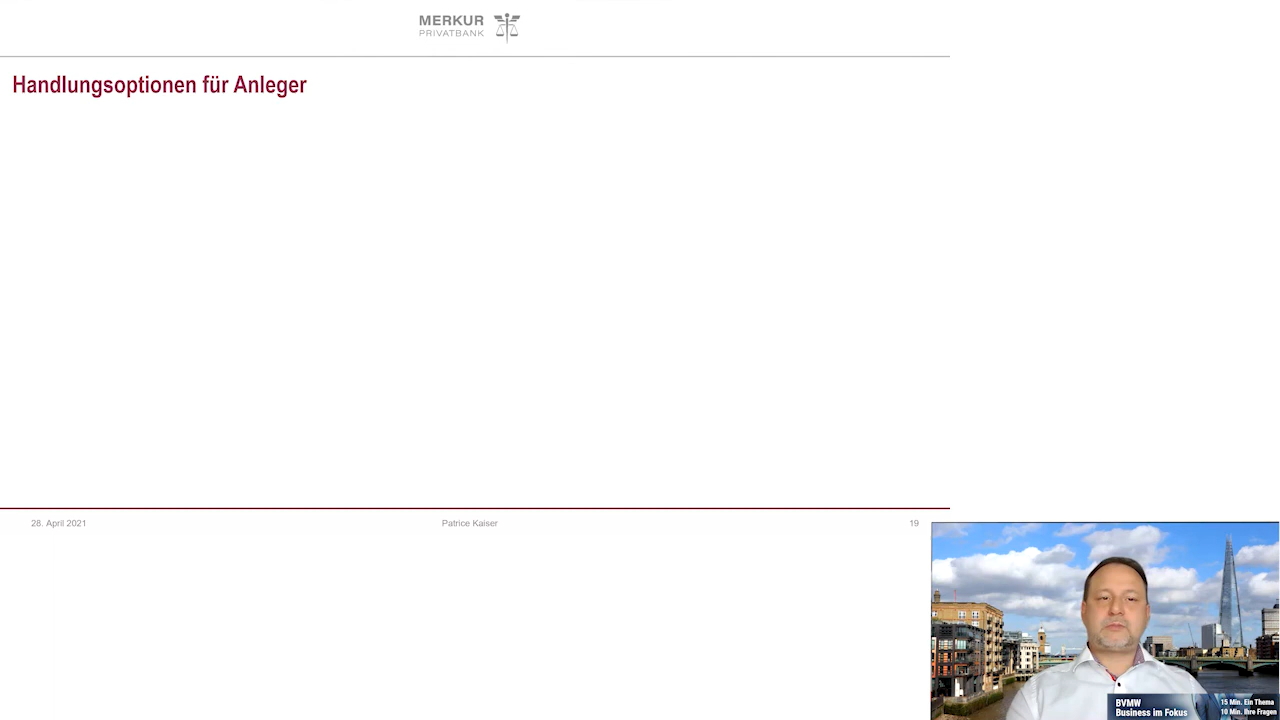 MERKUR
PRIVATBANK
Handlungsoptionen für Anleger
28. April 2021
Patrice Kaiser
19
BVMW
Business im Fokus
15 Min. Ein Thema
10 Min. Ihre Fragen